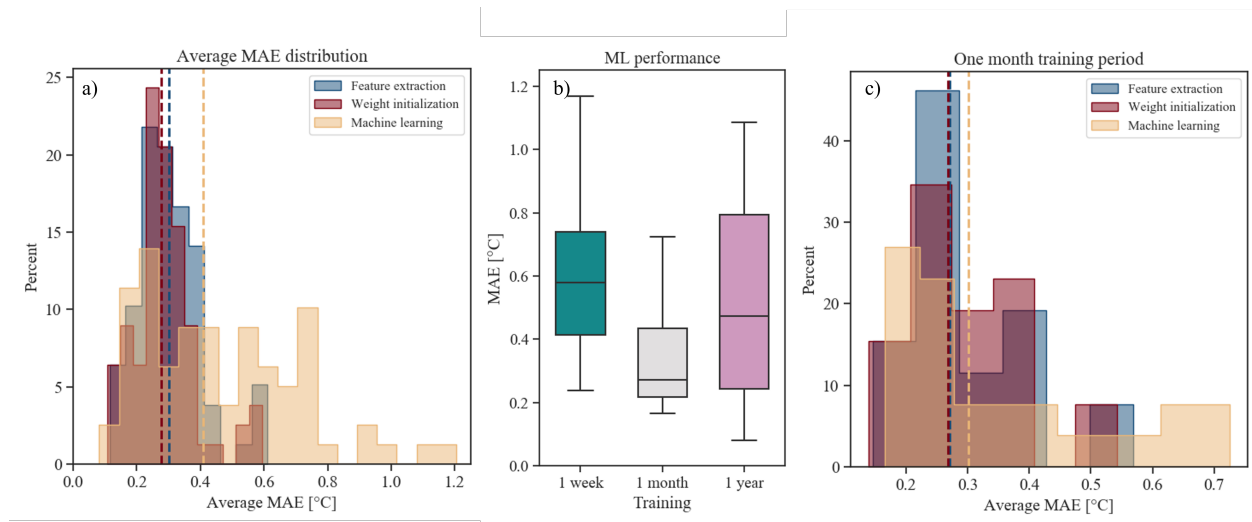 Average MAE distribution
a)
Feature extraction
Weight initialization
Machine learning
25
20
15
10
5
0
Percent
0.0 0.2 0.4 0.6 0.8 1.0 1.2
Average MAE [°C]
ML performance
b)
1.2
1.0
0.8
0.6
0.4
0.2
0.0
MAE [°C]
1 week 1 month 1 year
Training
One month training period
c)
Feature extraction
Weight initialization
Machine learning
40
30
20
10
0
Percent
0.2 0.3 0.4 0.5 0.6 0.7
Average MAE [°C]